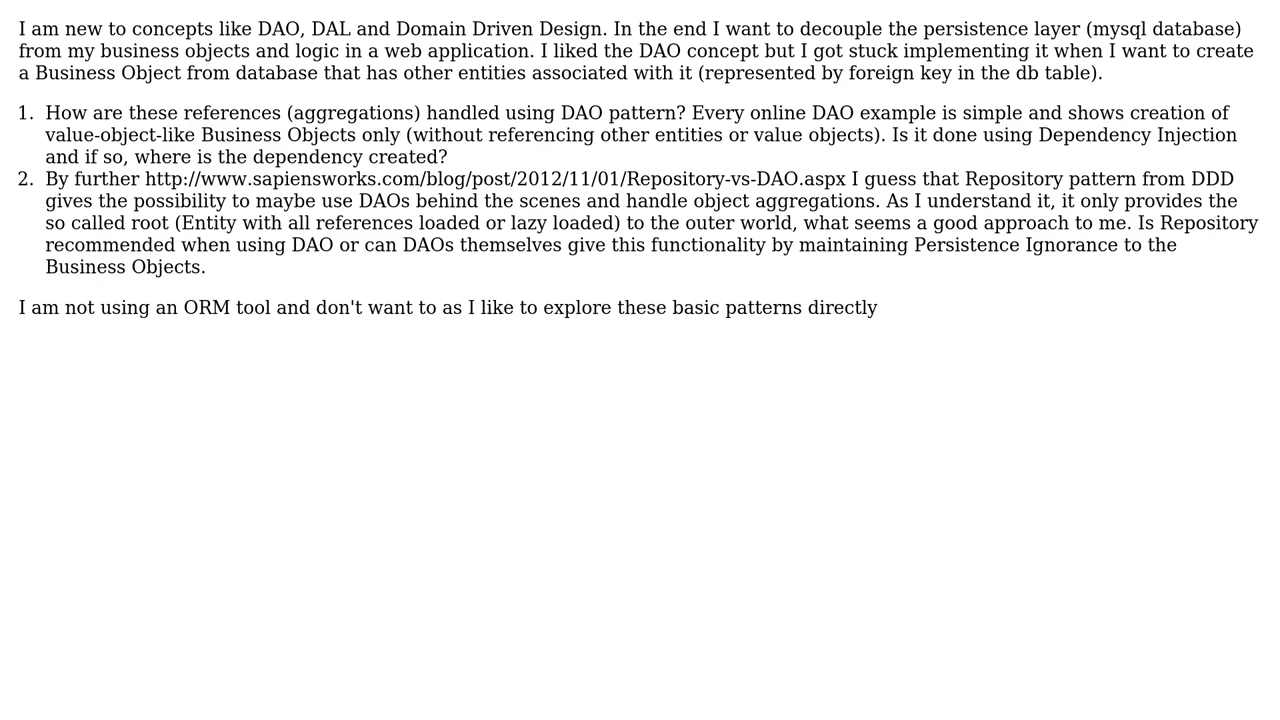 I am new to concepts like DAO, DAL and Domain Driven Design. In the end I want to decouple the persistence layer (mysql database)
from my business objects and logic in a web application. I liked the DAO concept but I got stuck implementing it when I want to create
a Business Object from database that has other entities associated with it (represented by foreign key in the db table).
1. How are these references (aggregations) handled using DAO pattern? Every online DAO example is simple and shows creation of
value-object-like Business Objects only (without referencing other entities or value objects). Is it done using Dependency Injection
and if so, where is the dependency created?
2. By further http://www.sapiensworks.com/blog/post/2012/11/01/Repository-vs-DAO.aspx I guess that Repository pattern from DDD
gives the possibility to maybe use DAOs behind the scenes and handle object aggregations. As I understand it, it only provides the
so called root (Entity with all references loaded or lazy loaded) to the outer world, what seems a good approach to me. Is Repository
recommended when using DAO or can DAOs themselves give this functionality by maintaining Persistence Ignorance to the
Business Objects.
I am not using an ORM tool and don't want to as I like to explore these basic patterns directly